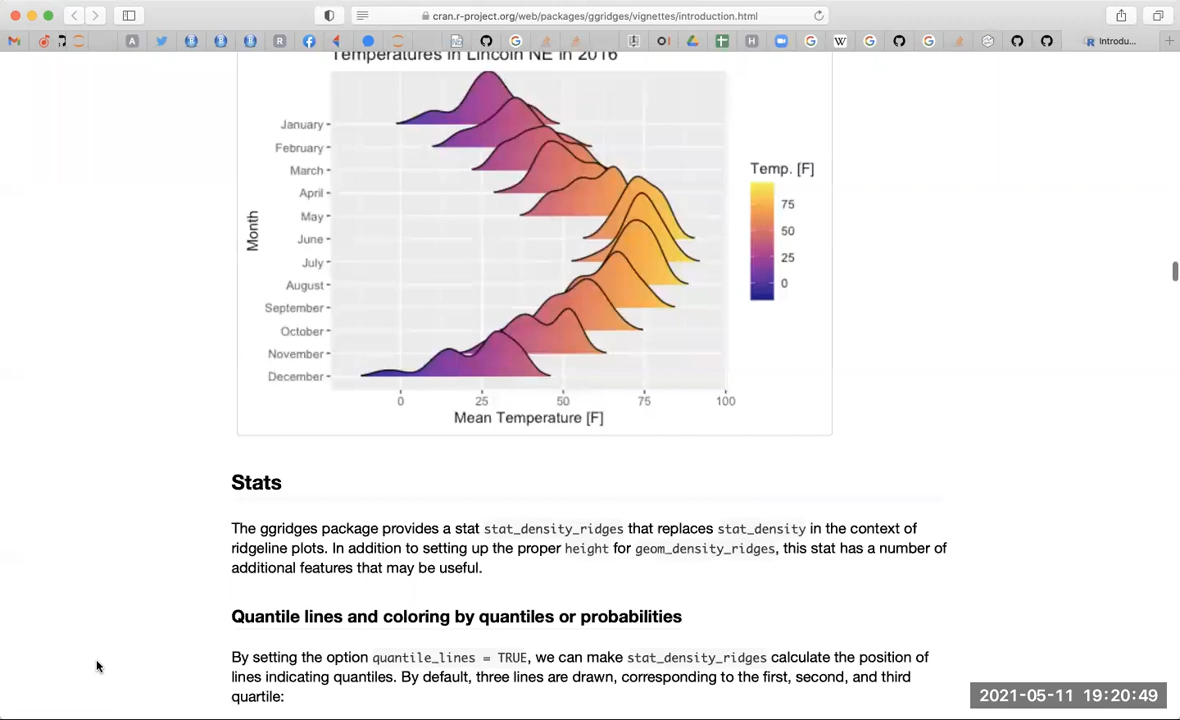 cran.r-project.org/web/packages/ggridges/vignettes/introduction.html
Introdu...
Temperatures in Lincoln NE in 2016
January
February
March
April
May
June
July
August
September
October
November
December
Month
0 25 50 75 100
Mean Temperature [F]
Temp. [F]
75
50
25
0
Stats
The ggridges package provides a stat stat_density_ridges that replaces stat_density in the context of
ridgeline plots. In addition to setting up the proper height for geom_density_ridges, this stat has a number of
additional features that may be useful.
Quantile lines and coloring by quantiles or probabilities
By setting the option quantile_lines = TRUE, we can make stat_density_ridges calculate the position of
lines indicating quantiles. By default, three lines are drawn, corresponding to the first, second, and third
quartile:
2021-05-11 19:20:49